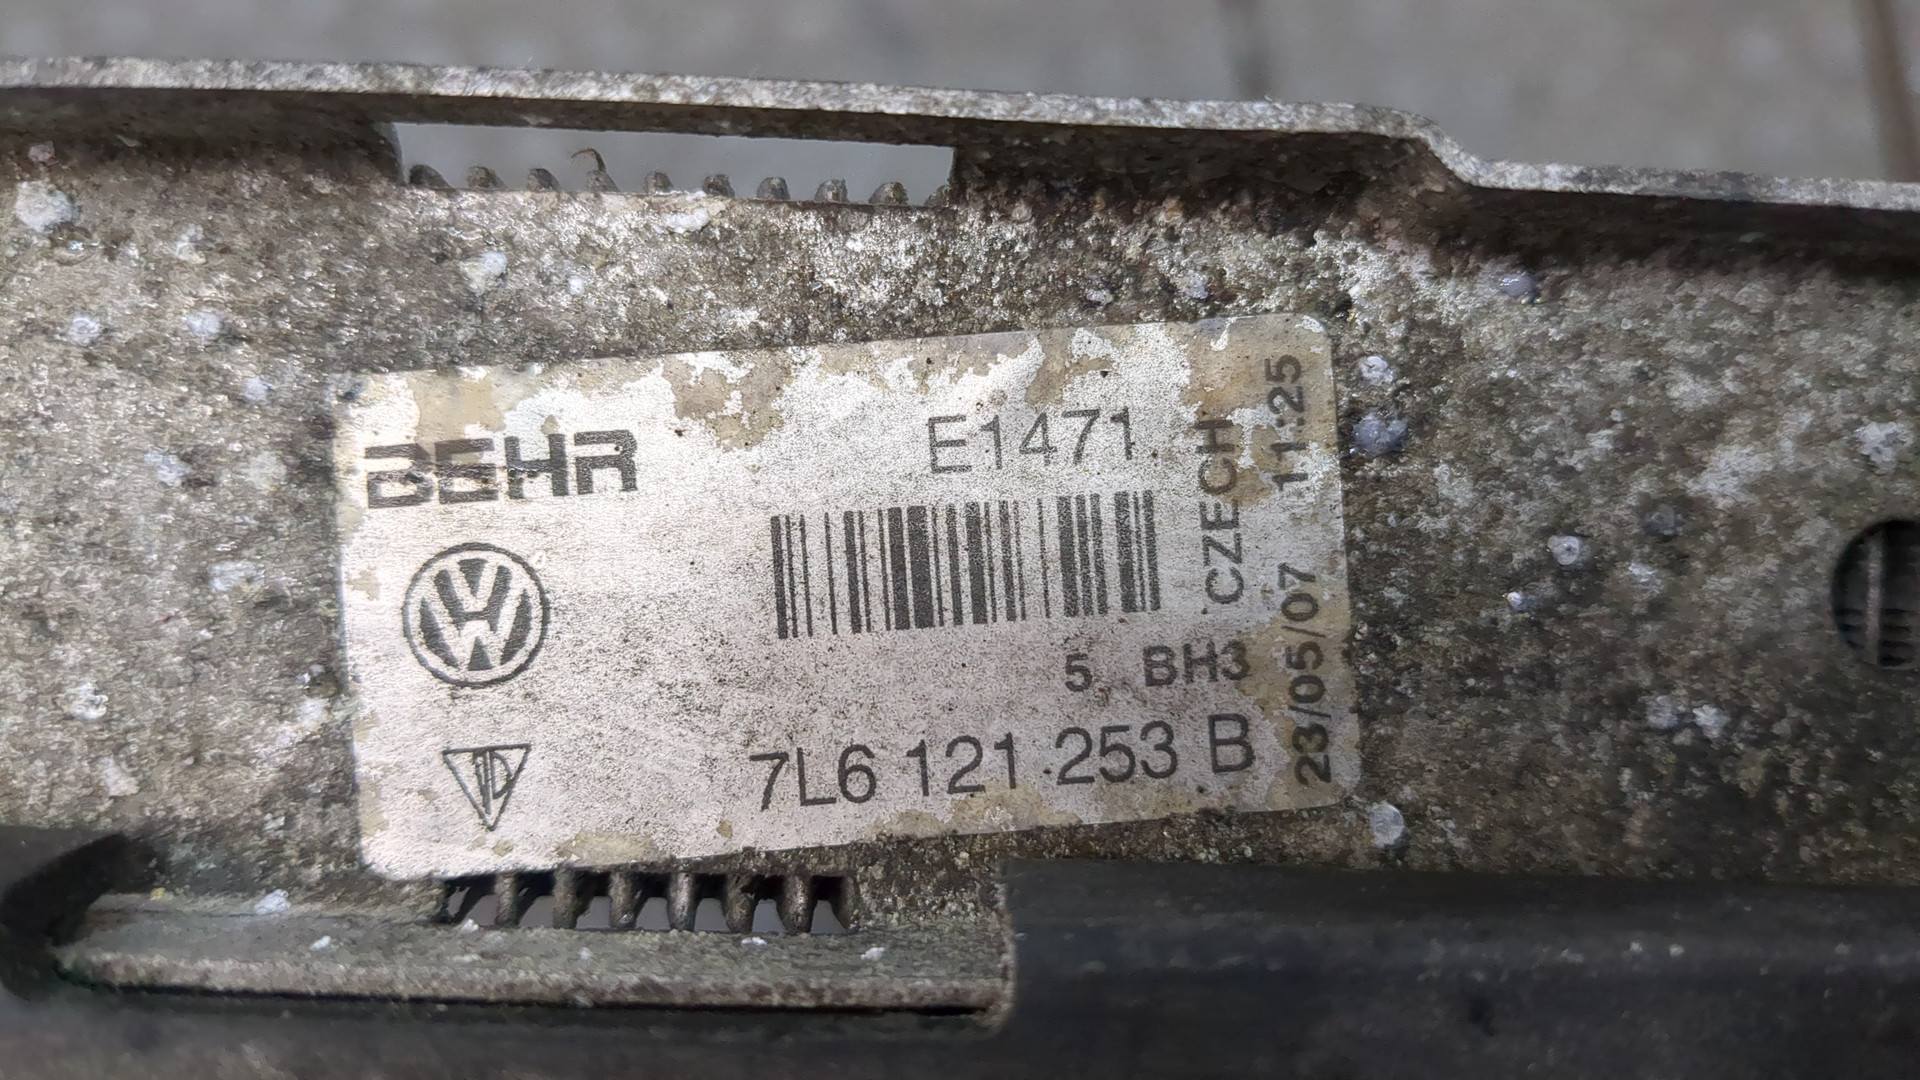 BEHR
E1471
CZECH
23/05/07 11:25
5 BH3
7L6 121 253 B